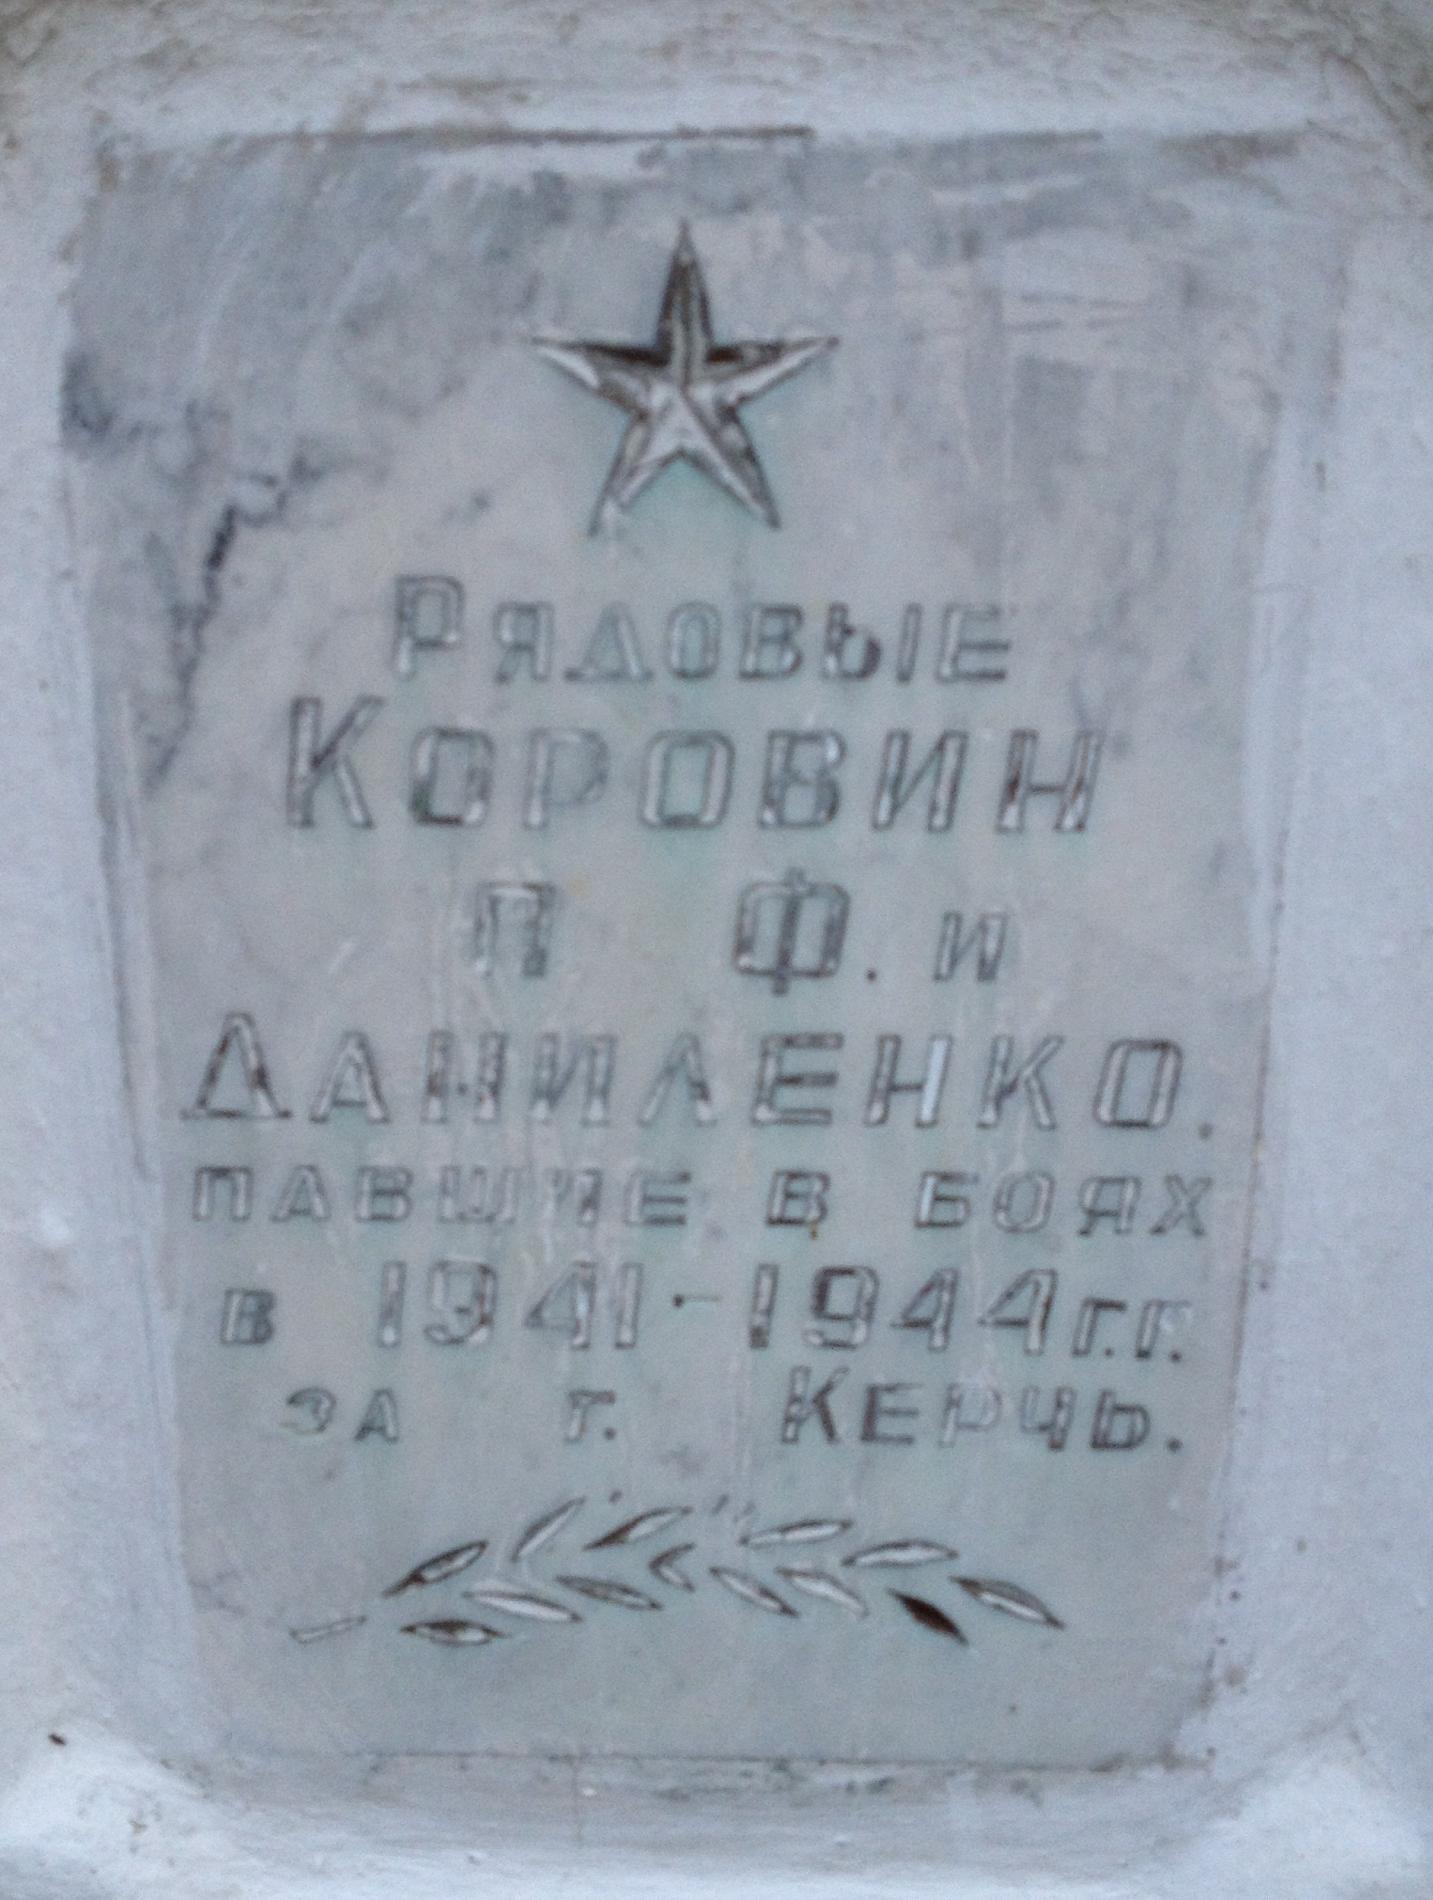 Рядовые
Коровин
П Ф. и
Даниленко.
павшие в боях
в 1941-1944 г.г.
за г. Керчь.